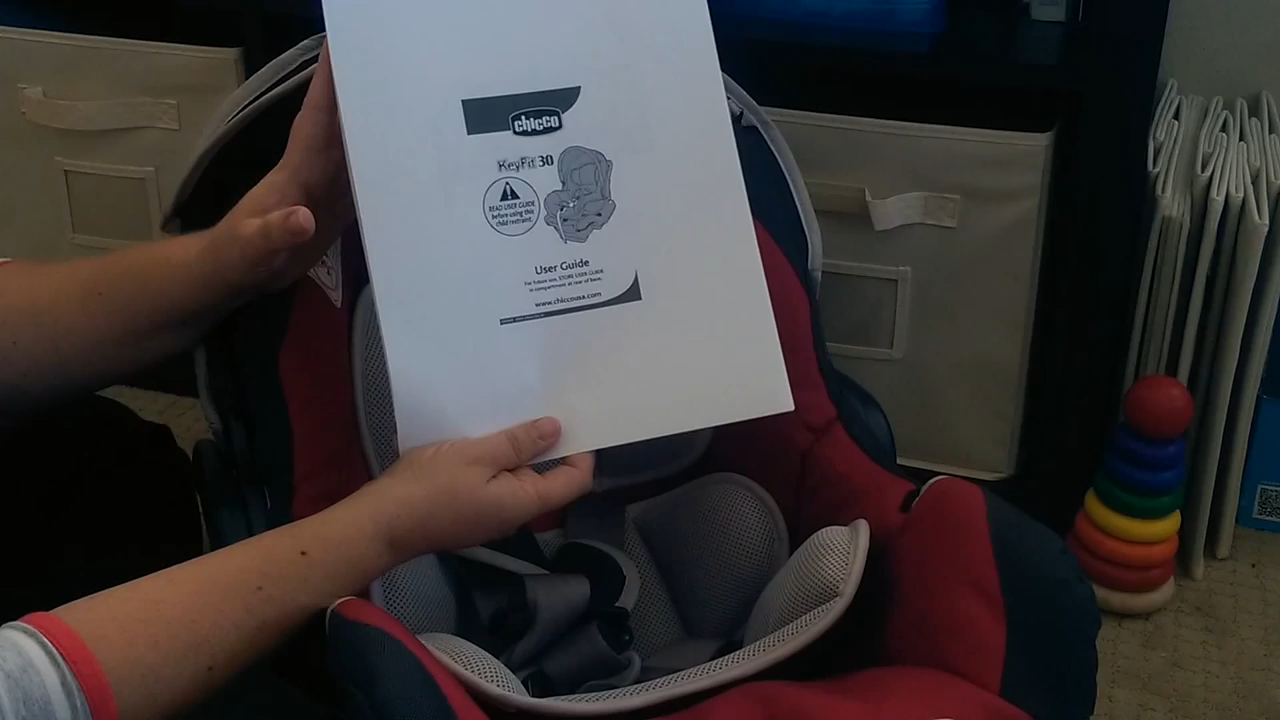 chicco
KeyFit 30
READ USER GUIDE
before using this
child restraint.
User Guide
For future use, STORE USER GUIDE
in compartment at rear of base.
www.chiccousa.com